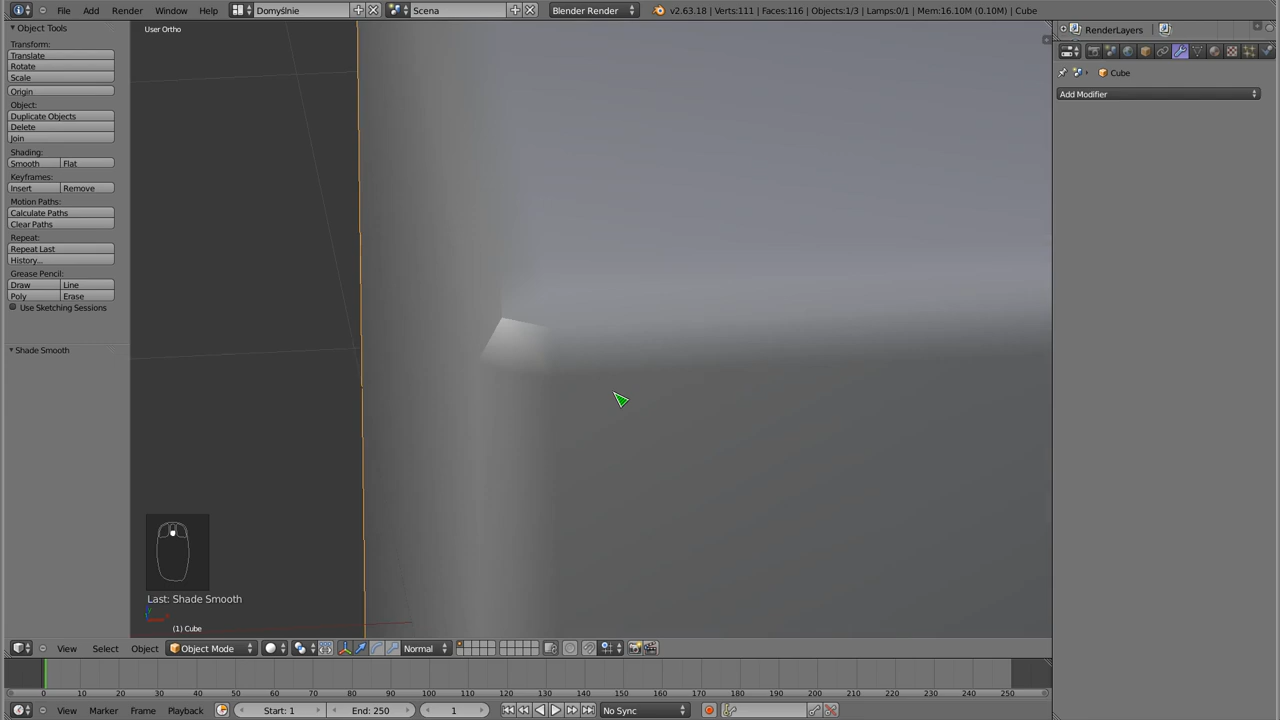 File Add Render Window Help Domyślnie Scena Blender Render v2.63.18 | Verts:111 | Faces:116 | Objects:1/3 | Lamps:0/1 | Mem:16.10M (0.10M) | Cube
Object Tools
User Ortho
RenderLayers
Transform:
Translate
Rotate
Scale
Cube
Origin
Add Modifier
Object:
Duplicate Objects
Delete
Join
Shading:
Smooth Flat
Keyframes:
Insert Remove
Motion Paths:
Calculate Paths
Clear Paths
Repeat:
Repeat Last
History...
Grease Pencil:
Draw Line
Poly Erase
Use Sketching Sessions
Shade Smooth
Last: Shade Smooth
(1) Cube
View Select Object Object Mode Normal
0 10 20 30 40 50 60 70 80 90 100 110 120 130 140 150 160 170 180 190 200 210 220 230 240 250
View Marker Frame Playback Start: 1 End: 250 1 No Sync